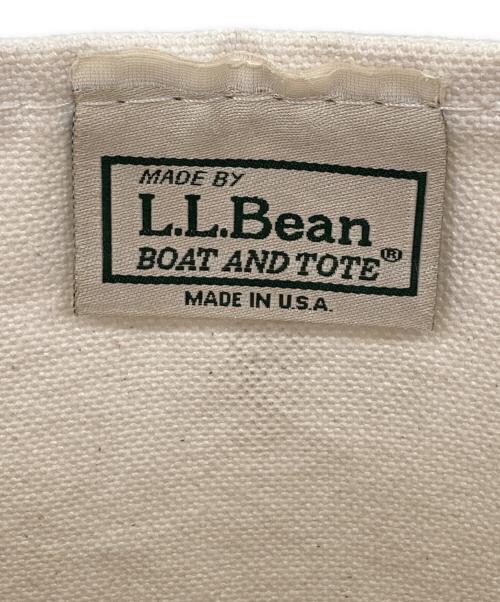 MADE BY
L.L.Bean
BOAT AND TOTE®
MADE IN U.S.A.